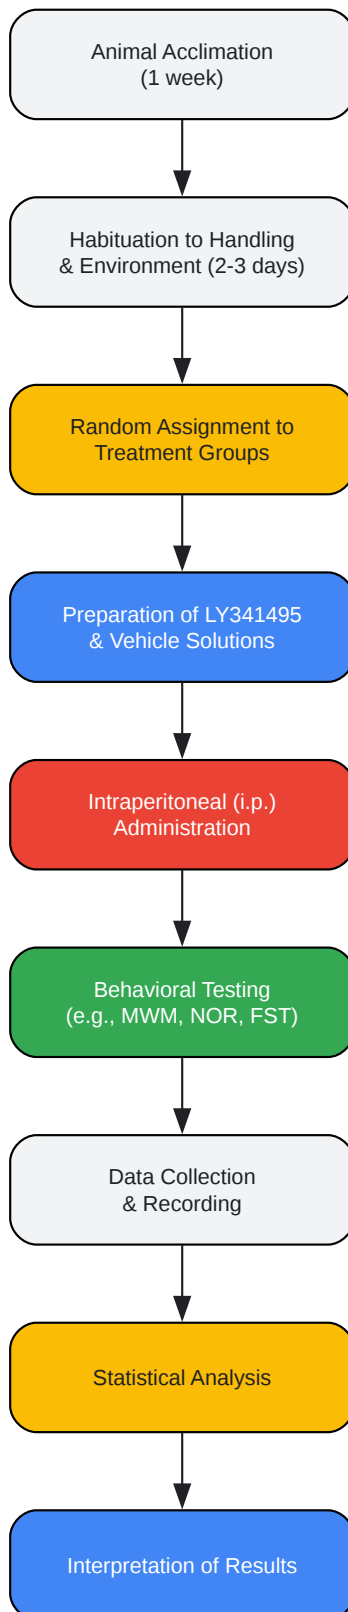 Animal Acclimation
(1 week)
Habituation to Handling
& Environment (2-3 days)
Random Assignment to
Treatment Groups
Preparation of LY341495
& Vehicle Solutions
Intraperitoneal (i.p.)
Administration
Behavioral Testing
(e.g., MWM, NOR, FST)
Data Collection
& Recording
Statistical Analysis
Interpretation of Results